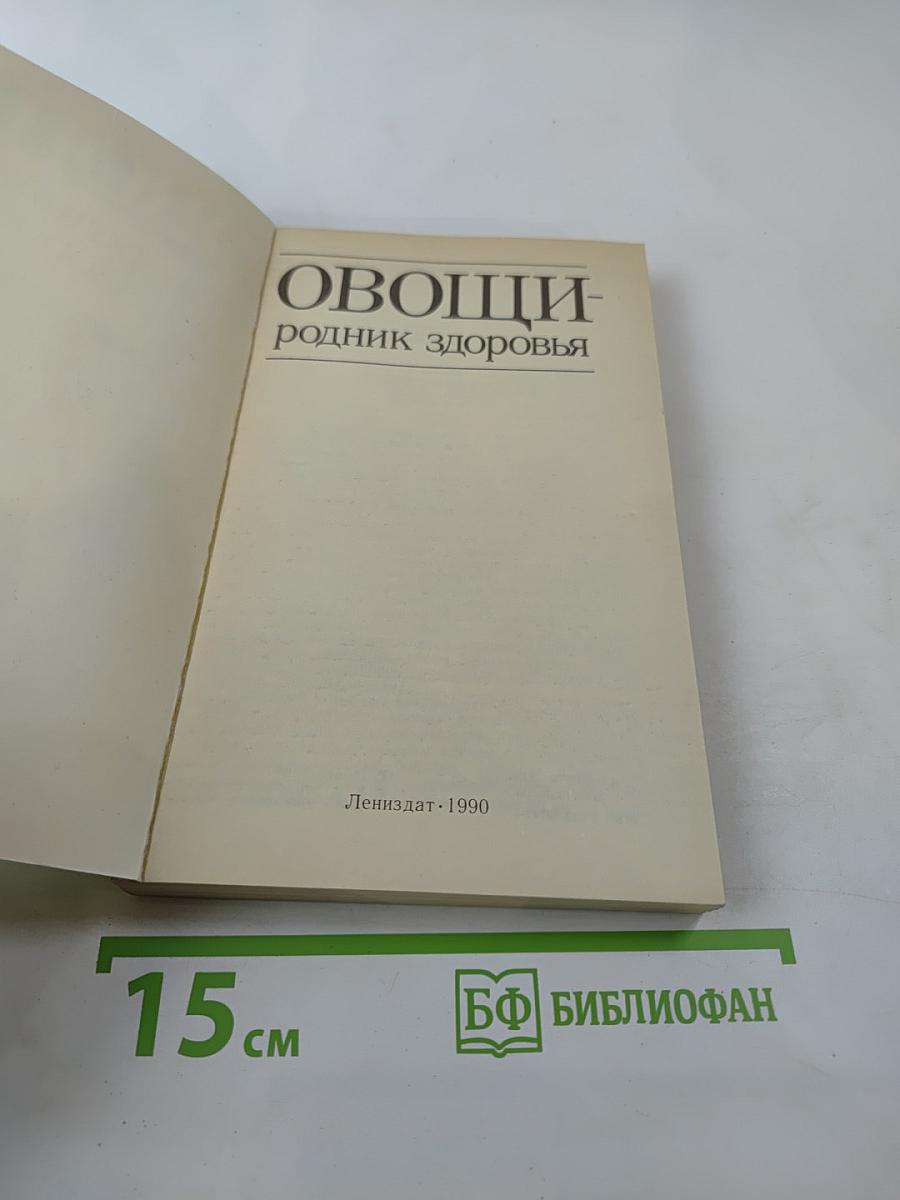 ОВОЩИ-
РОДНИК ЗДОРОВЬЯ
Лениздат · 1990
15 см
БФ БИБЛИОФАН